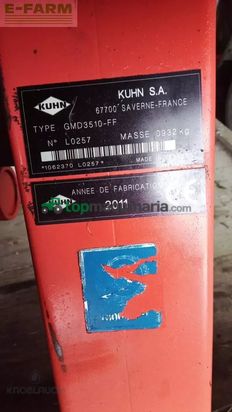 E-FARM
KUHN S.A.
KUHN
67700 SAVERNE-FRANCE
TYPE GMD3510-FF
N° L0257 MASSE 0932 kg
*1062370 L0257* MADE
KUHN ANNEE DE FABRICATION
2011
topmaquinaria.com